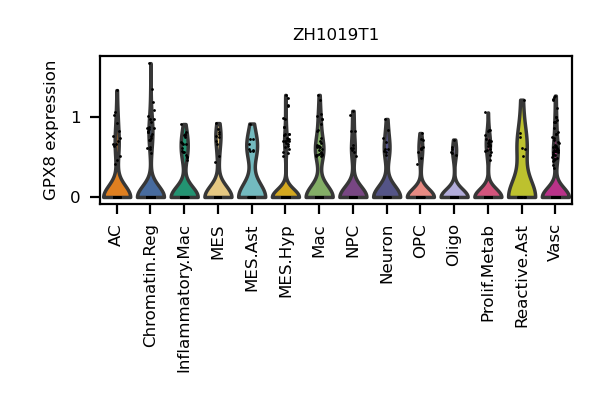 ZH1019T1
GPX8 expression
1
0
AC
Chromatin.Reg
Inflammatory.Mac
MES
MES.Ast
MES.Hyp
Mac
NPC
Neuron
OPC
Oligo
Prolif.Metab
Reactive.Ast
Vasc